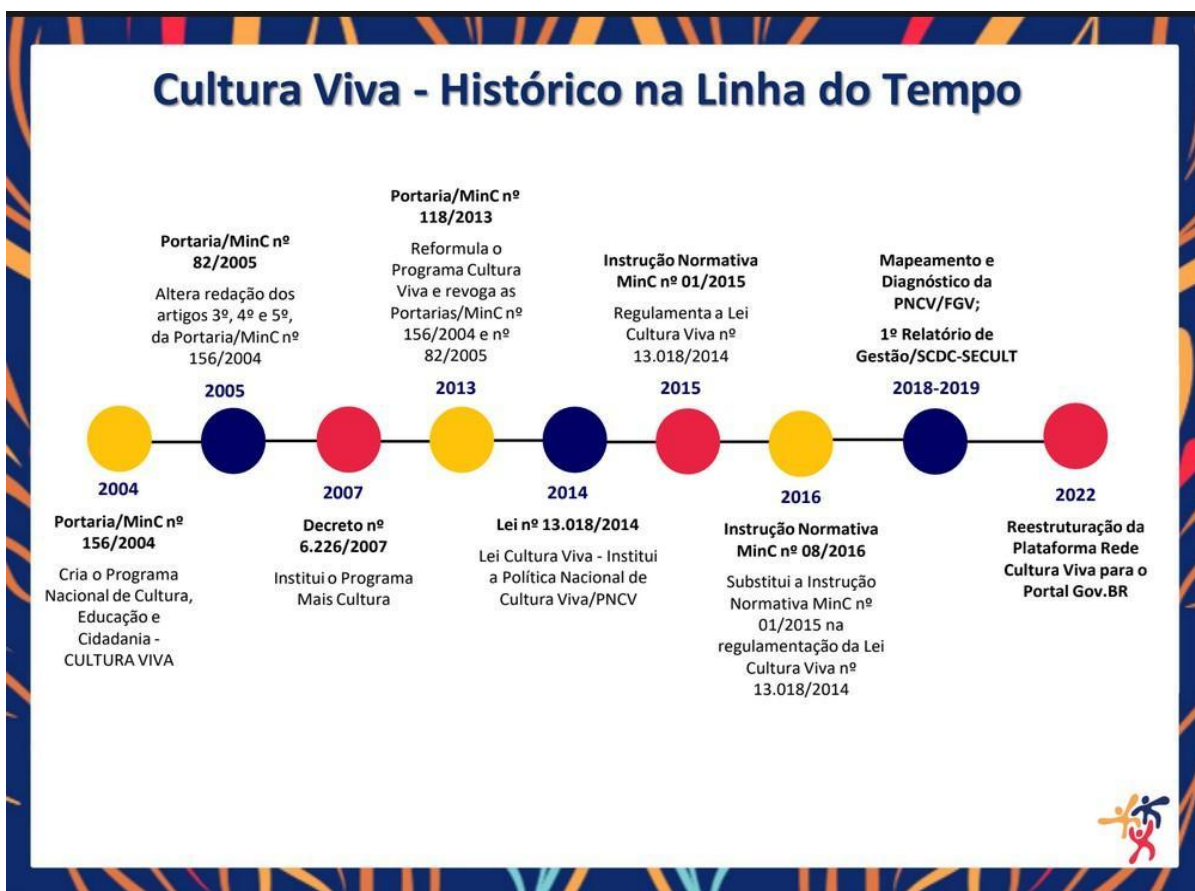 Cultura Viva - Histórico na Linha do Tempo
Portaria/MinC nº
156/2004
Cria o Programa
Nacional de Cultura,
Educação e
Cidadania -
CULTURA VIVA
2004
Portaria/MinC nº
82/2005
Altera redação dos
artigos 3º, 4º e 5º,
da Portaria/MinC nº
156/2004
2005
2007
Decreto nº
6.226/2007
Institui o Programa
Mais Cultura
Portaria/MinC nº
118/2013
Reformula o
Programa Cultura
Viva e revoga as
Portarias/MinC nº
156/2004 e nº
82/2005
2013
2014
Lei nº 13.018/2014
Lei Cultura Viva - Institui
a Política Nacional de
Cultura Viva/PNCV
Instrução Normativa
MinC nº 01/2015
Regulamenta a Lei
Cultura Viva nº
13.018/2014
2015
2016
Instrução Normativa
MinC nº 08/2016
Substitui a Instrução
Normativa MinC nº
01/2015 na
regulamentação da Lei
Cultura Viva nº
13.018/2014
Mapeamento e
Diagnóstico da
PNCV/FGV;
1º Relatório de
Gestão/SCDC-SECULT
2018-2019
2022
Reestruturação da
Plataforma Rede
Cultura Viva para o
Portal Gov.BR